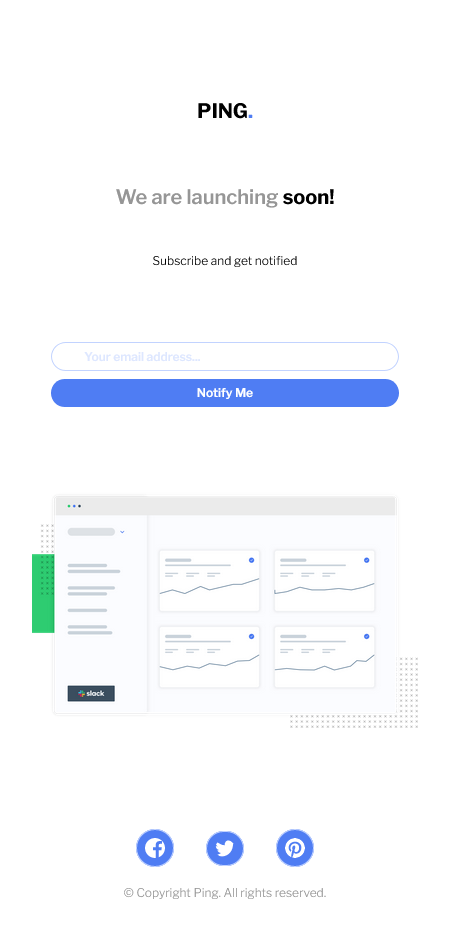 PING.
We are launching soon!
Subscribe and get notified
Your email address...
Notify Me
slack
© Copyright Ping. All rights reserved.